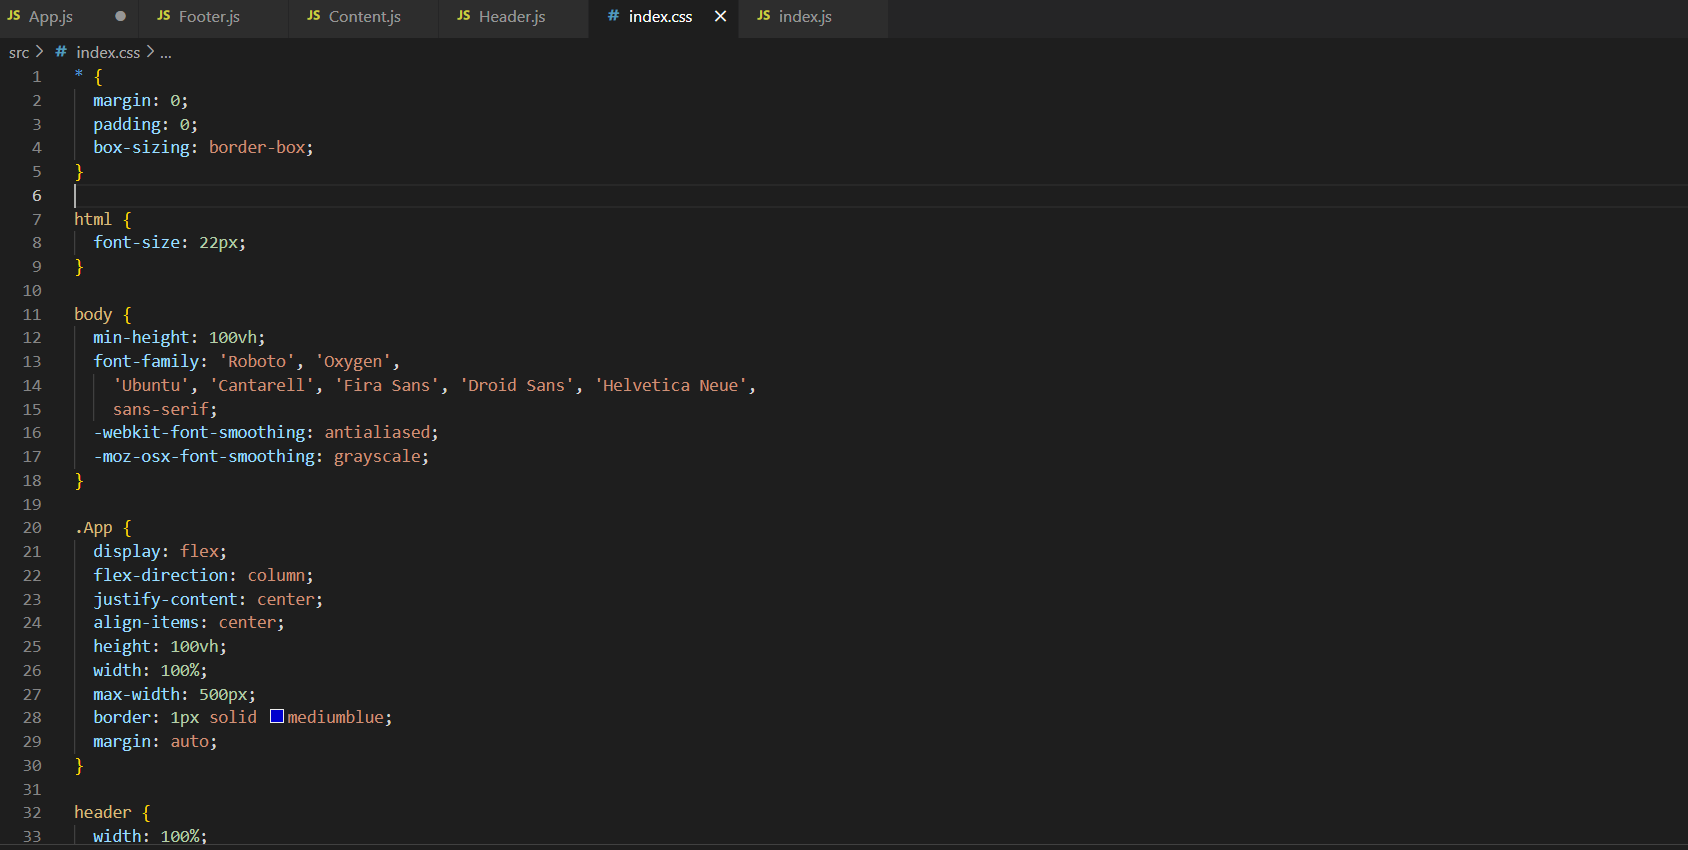 JS App.js JS Footer.js JS Content.js JS Header.js # index.css JS index.js
src > # index.css > ...
1 * {
2   margin: 0;
3   padding: 0;
4   box-sizing: border-box;
5 }
6
7 html {
8   font-size: 22px;
9 }
10
11 body {
12   min-height: 100vh;
13   font-family: 'Roboto', 'Oxygen',
14     'Ubuntu', 'Cantarell', 'Fira Sans', 'Droid Sans', 'Helvetica Neue',
15     sans-serif;
16   -webkit-font-smoothing: antialiased;
17   -moz-osx-font-smoothing: grayscale;
18 }
19
20 .App {
21   display: flex;
22   flex-direction: column;
23   justify-content: center;
24   align-items: center;
25   height: 100vh;
26   width: 100%;
27   max-width: 500px;
28   border: 1px solid mediumblue;
29   margin: auto;
30 }
31
32 header {
33   width: 100%;